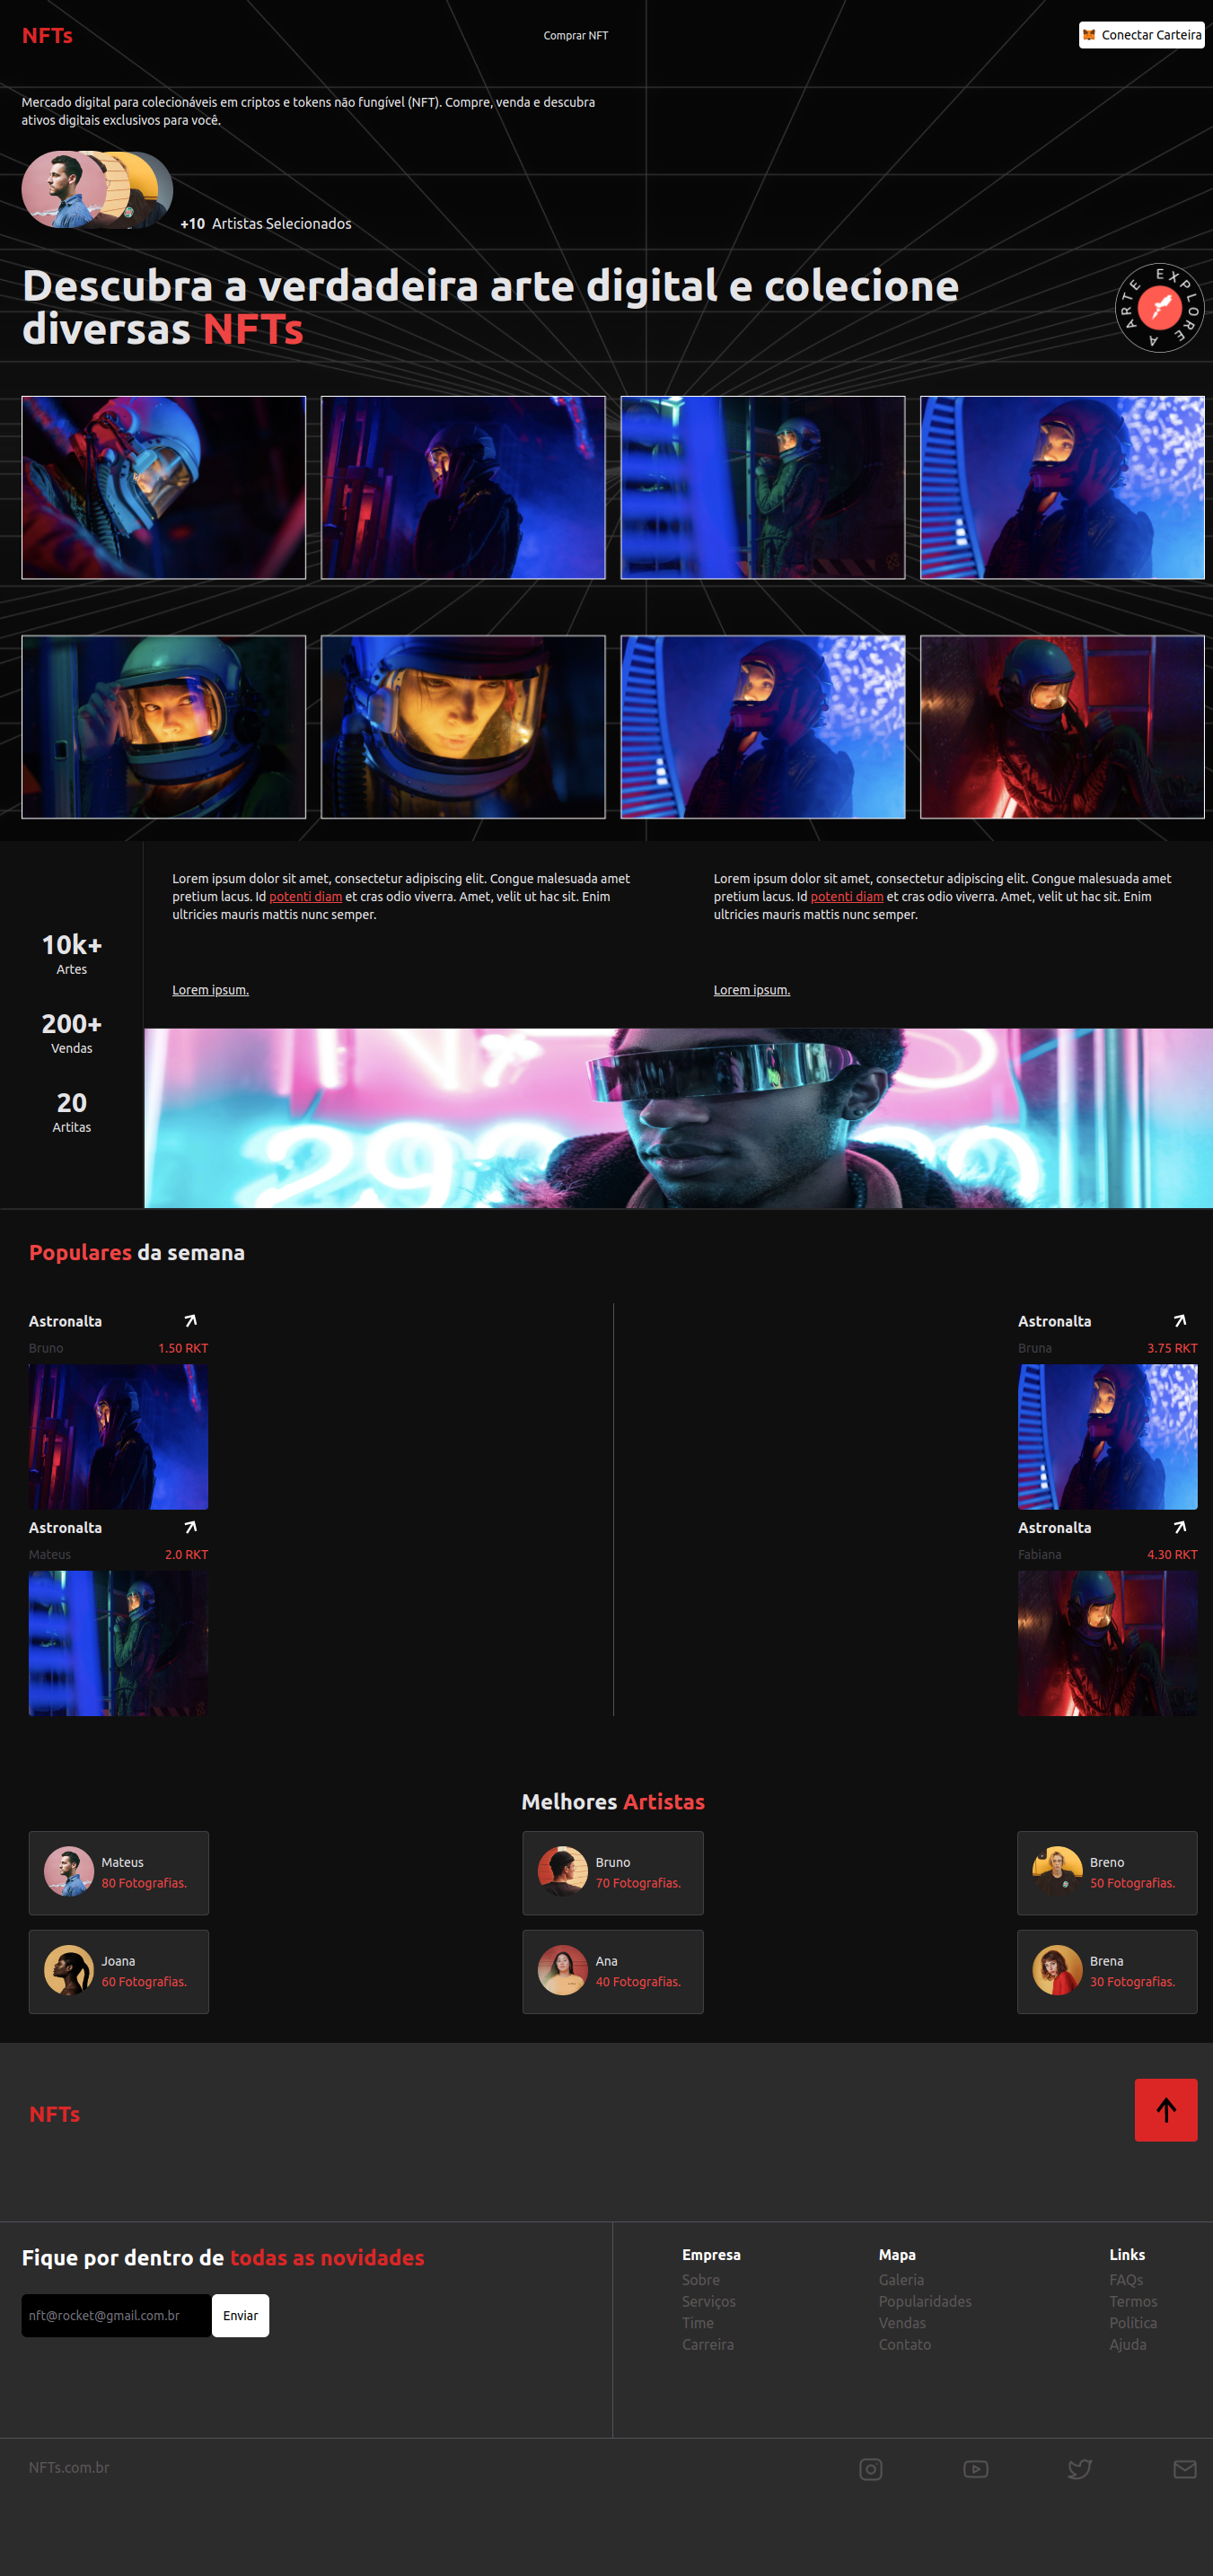 NFTs
Comprar NFT
Conectar Carteira
Mercado digital para colecionáveis em criptos e tokens não fungível (NFT). Compre, venda e descubra
ativos digitais exclusivos para você.
+10 Artistas Selecionados
Descubra a verdadeira arte digital e colecione
diversas NFTs
EXPLORE A ARTE
Lorem ipsum dolor sit amet, consectetur adipiscing elit. Congue malesuada amet
pretium lacus. Id potenti diam et cras odio viverra. Amet, velit ut hac sit. Enim
ultricies mauris mattis nunc semper.
Lorem ipsum.
Lorem ipsum dolor sit amet, consectetur adipiscing elit. Congue malesuada amet
pretium lacus. Id potenti diam et cras odio viverra. Amet, velit ut hac sit. Enim
ultricies mauris mattis nunc semper.
Lorem ipsum.
10k+
Artes
200+
Vendas
20
Artitas
29
Populares da semana
Astronalta
Bruno 1.50 RKT
Astronalta
Mateus 2.0 RKT
Astronalta
Bruna 3.75 RKT
Astronalta
Fabiana 4.30 RKT
Melhores Artistas
Mateus
80 Fotografias.
Bruno
70 Fotografias.
Breno
50 Fotografias.
Joana
60 Fotografias.
Ana
40 Fotografias.
Brena
30 Fotografias.
NFTs
Fique por dentro de todas as novidades
nft@rocket@gmail.com.br
Enviar
Empresa
Sobre
Serviços
Time
Carreira
Mapa
Galeria
Popularidades
Vendas
Contato
Links
FAQs
Termos
Política
Ajuda
NFTs.com.br